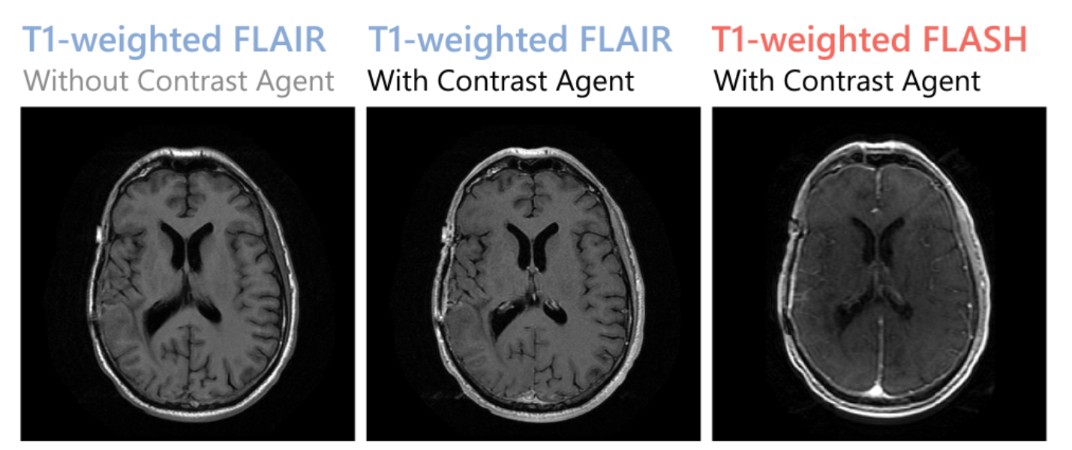 T1-weighted FLAIR
Without Contrast Agent
T1-weighted FLAIR
With Contrast Agent
T1-weighted FLASH
With Contrast Agent